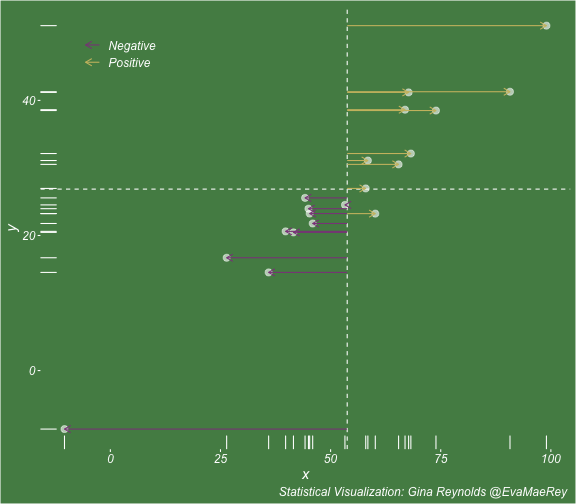 Negative
Positive
40
20
y
0
0 25 50 75 100
x
Statistical Visualization: Gina Reynolds @EvaMaeRey